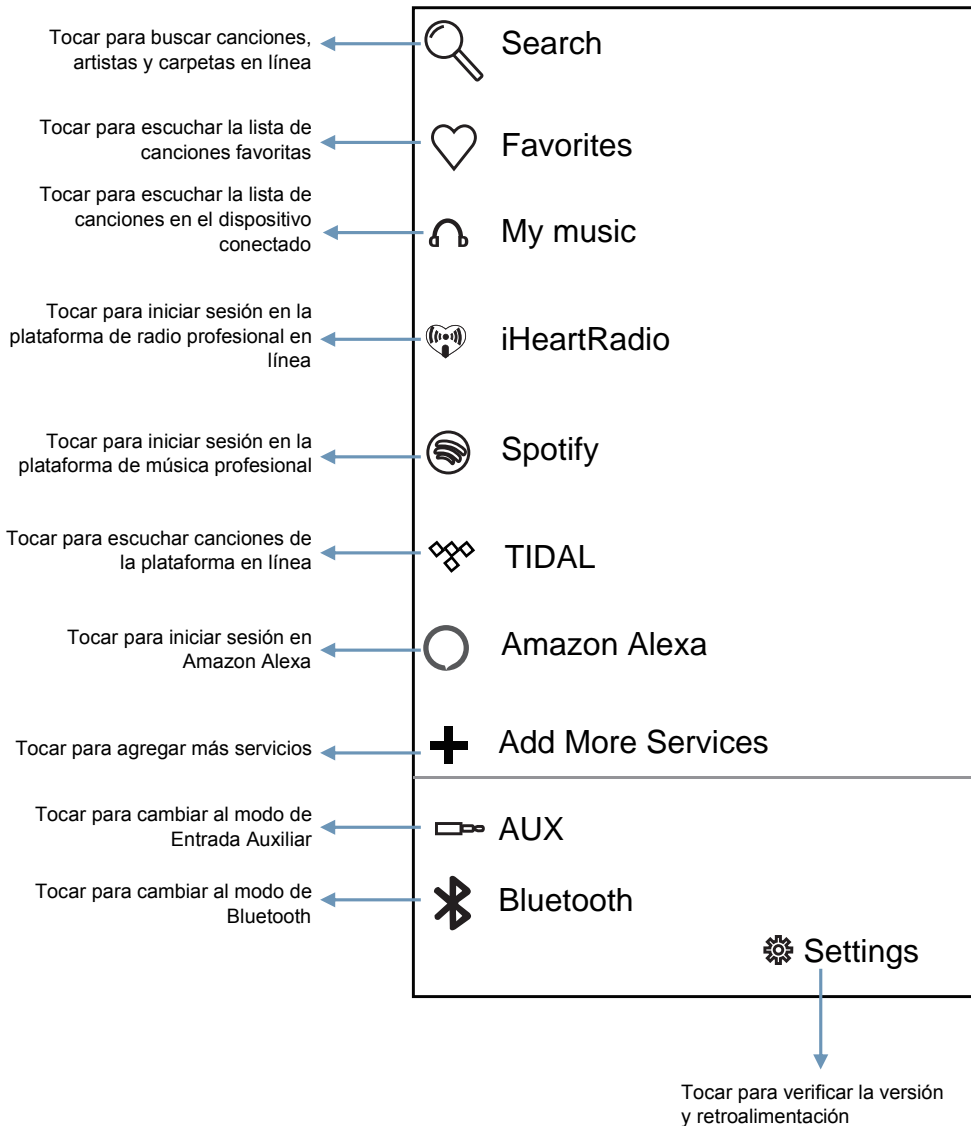 Tocar para buscar canciones,
artistas y carpetas en línea
Search
Tocar para escuchar la lista de
canciones favoritas
Favorites
Tocar para escuchar la lista de
canciones en el dispositivo
conectado
My music
Tocar para iniciar sesión en la
plataforma de radio profesional en
línea
iHeartRadio
Tocar para iniciar sesión en la
plataforma de música profesional
Spotify
Tocar para escuchar canciones de
la plataforma en línea
TIDAL
Tocar para iniciar sesión en
Amazon Alexa
Amazon Alexa
Tocar para agregar más servicios
Add More Services
Tocar para cambiar al modo de
Entrada Auxiliar
AUX
Tocar para cambiar al modo de
Bluetooth
Bluetooth
Settings
Tocar para verificar la versión
y retroalimentación